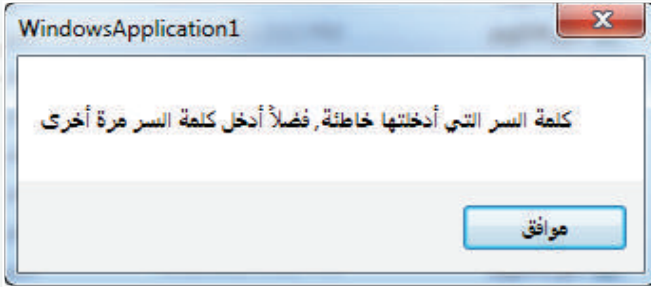 WindowsApplication1
كلمة السر التي أدخلتها خاطئة, فضلاً أدخل كلمة السر مرة أخرى
موافق